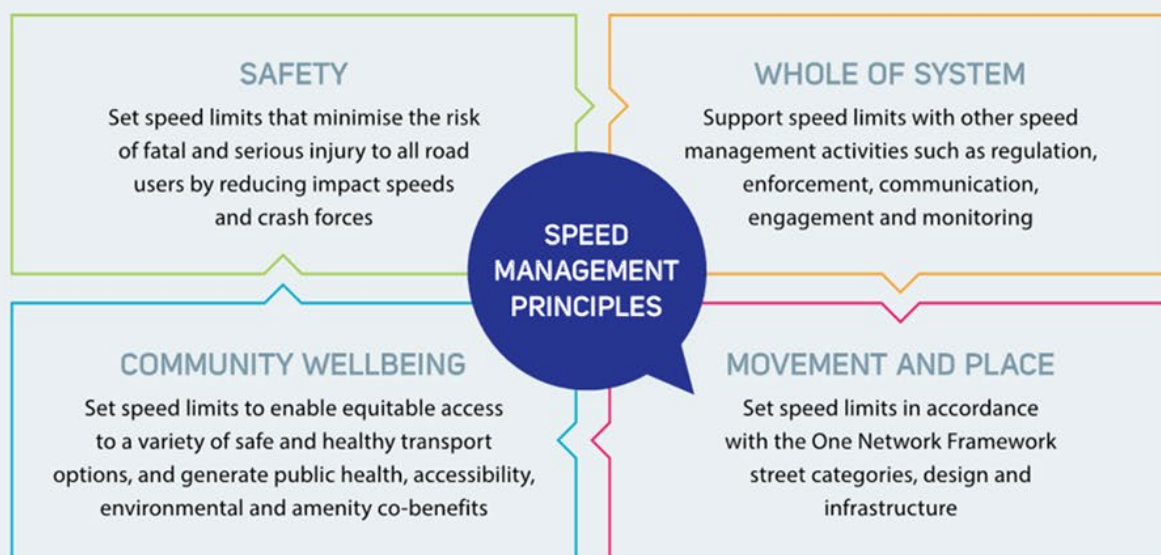 SAFETY
Set speed limits that minimise the risk
of fatal and serious injury to all road
users by reducing impact speeds
and crash forces
WHOLE OF SYSTEM
Support speed limits with other speed
management activities such as regulation,
enforcement, communication,
engagement and monitoring
SPEED
MANAGEMENT
PRINCIPLES
COMMUNITY WELLBEING
Set speed limits to enable equitable access
to a variety of safe and healthy transport
options, and generate public health, accessibility,
environmental and amenity co-benefits
MOVEMENT AND PLACE
Set speed limits in accordance
with the One Network Framework
street categories, design and
infrastructure